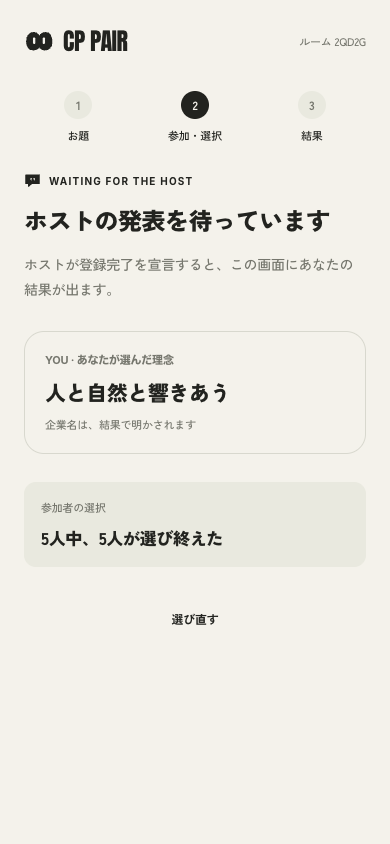 CP PAIR
ルーム 2QD2G
1
2
3
お題
参加・選択
結果
WAITING FOR THE HOST
ホストの発表を待っています
ホストが登録完了を宣言すると、この画面にあなたの
結果が出ます。
YOU · あなたが選んだ理念
人と自然と響きあう
企業名は、結果で明かされます
参加者の選択
5人中、5人が選び終えた
選び直す